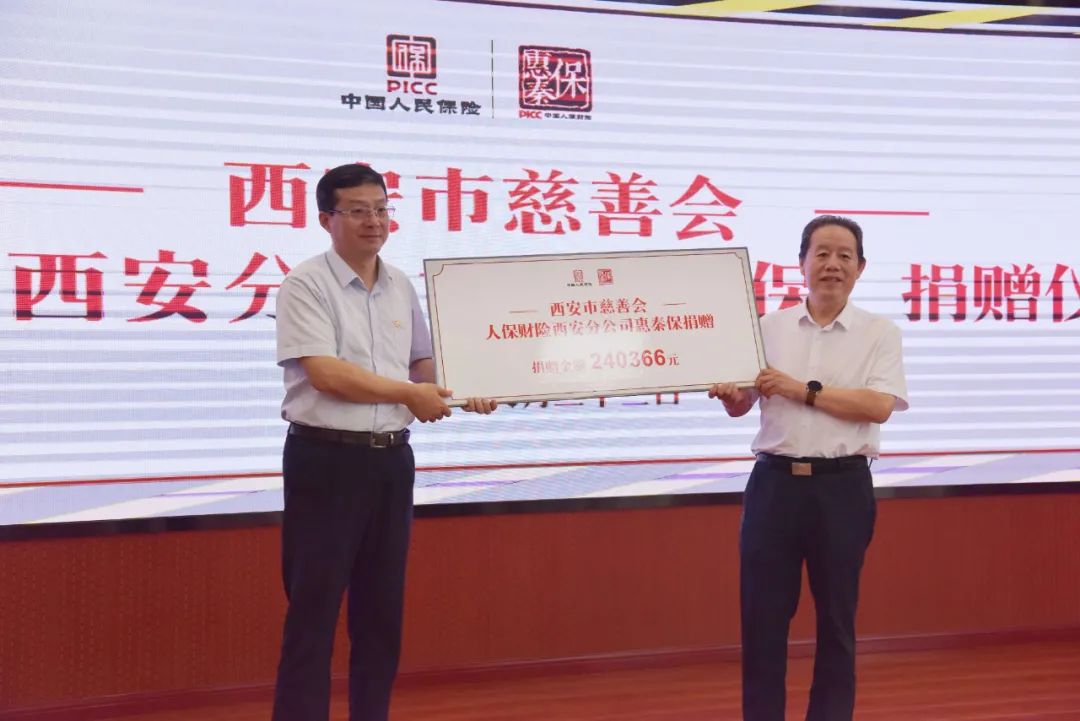 PICC
中国人民保险
惠秦保
PICC 中国人保财险
西安市慈善会
西安分
保
捐赠仪
西安市慈善会
人保财险西安分公司惠秦保捐赠
捐赠金额 240366元